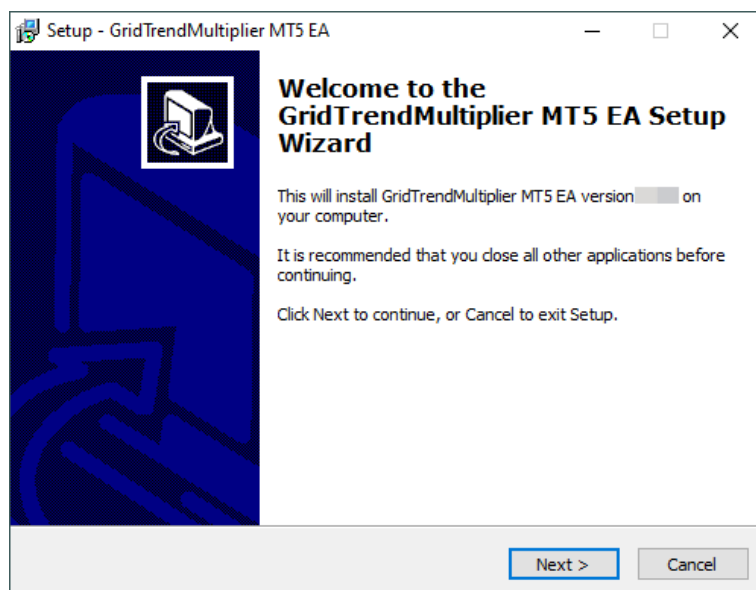 Setup - GridTrendMultiplier MT5 EA
Welcome to the
GridTrendMultiplier MT5 EA Setup
Wizard
This will install GridTrendMultiplier MT5 EA version on
your computer.
It is recommended that you close all other applications before
continuing.
Click Next to continue, or Cancel to exit Setup.
Next >
Cancel